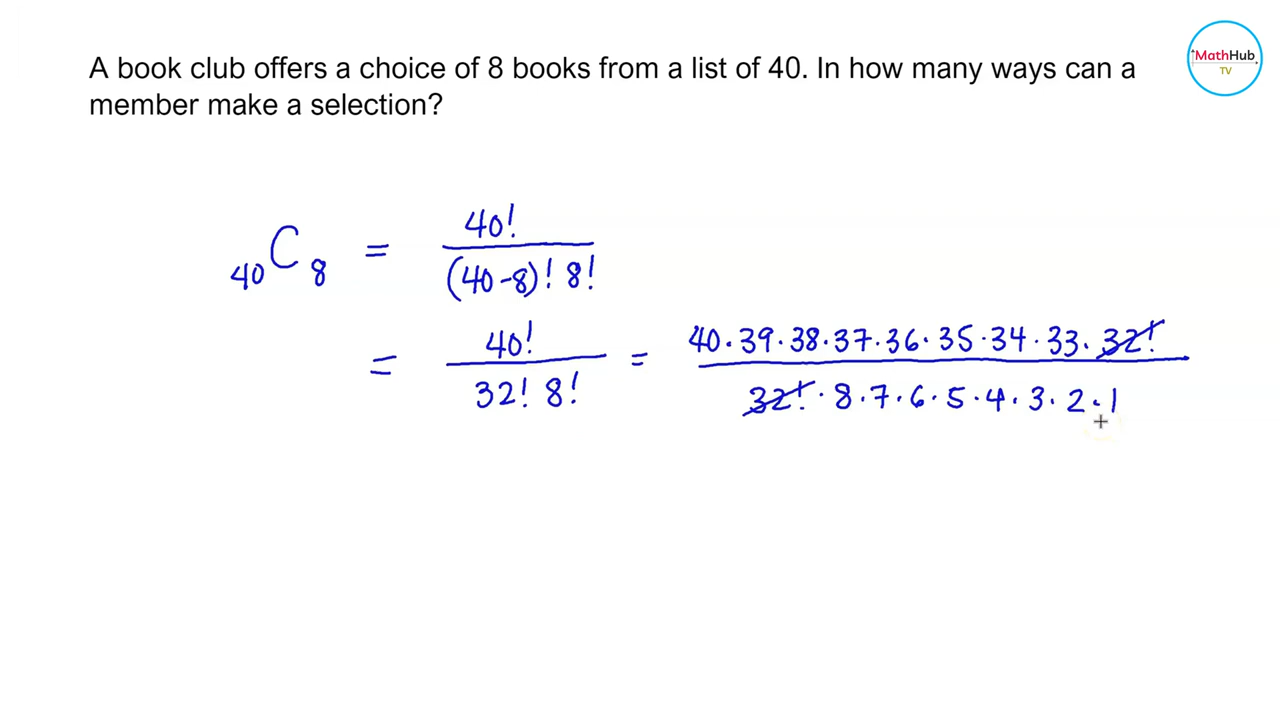 MathHub
TV
A book club offers a choice of 8 books from a list of 40. In how many ways can a
member make a selection?
₄₀C₈ = 40! / (40-8)! 8!
= 40! / 32! 8! = 40·39·38·37·36·35·34·33·32! / 32!·8·7·6·5·4·3·2·1